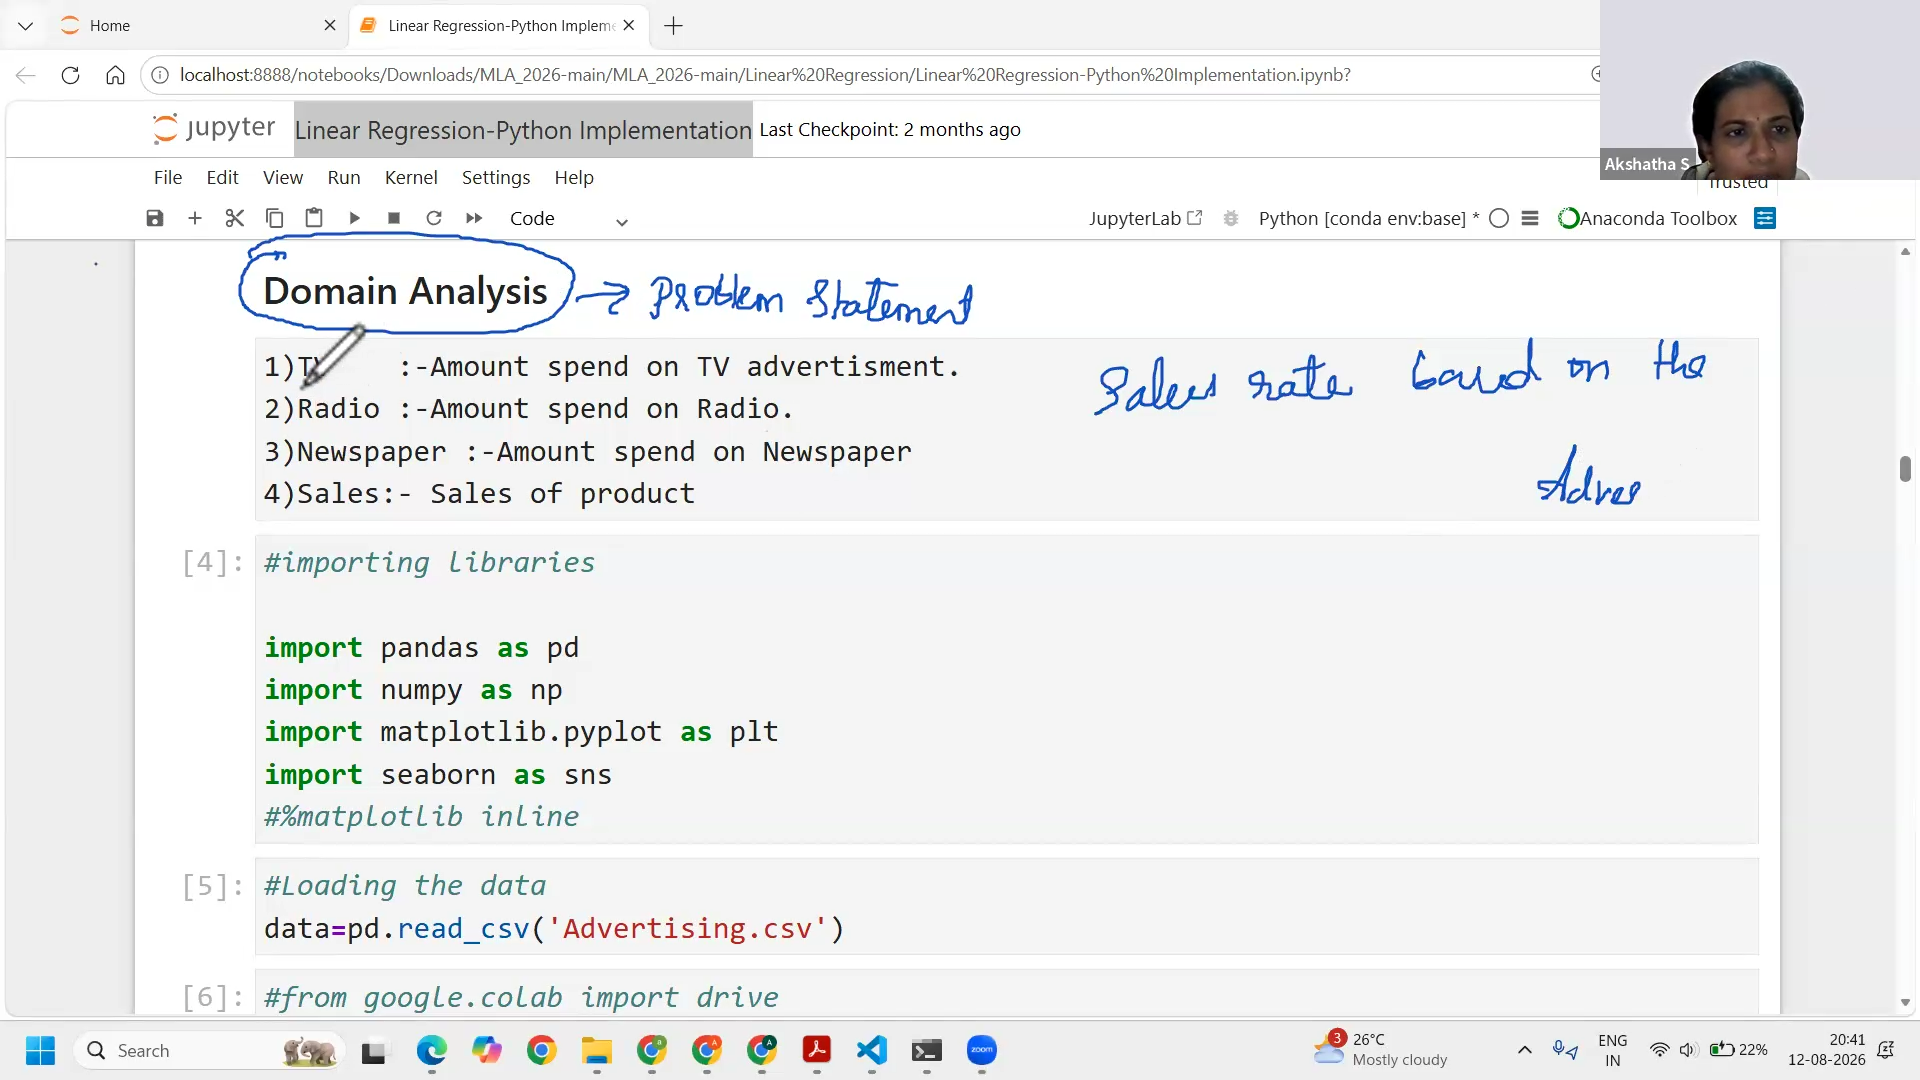 Home
Linear Regression-Python Impleme
localhost:8888/notebooks/Downloads/MLA_2026-main/MLA_2026-main/Linear%20Regression/Linear%20Regression-Python%20Implementation.ipynb?
jupyter Linear Regression-Python Implementation Last Checkpoint: 2 months ago
Akshatha S
File Edit View Run Kernel Settings Help
Trusted
Code JupyterLab Python [conda env:base] * Anaconda Toolbox
Domain Analysis → Problem Statement
1)TV :-Amount spend on TV advertisment.
Sales rate based on the
2)Radio :-Amount spend on Radio.
3)Newspaper :-Amount spend on Newspaper
4)Sales:- Sales of product
[4]: #importing libraries
import pandas as pd
import numpy as np
import matplotlib.pyplot as plt
import seaborn as sns
#%matplotlib inline
[5]: #Loading the data
data=pd.read_csv('Advertising.csv')
[6]: #from google.colab import drive
Search
zoom
3
26°C
Mostly cloudy
ENG
IN
22%
20:41
12-08-2026